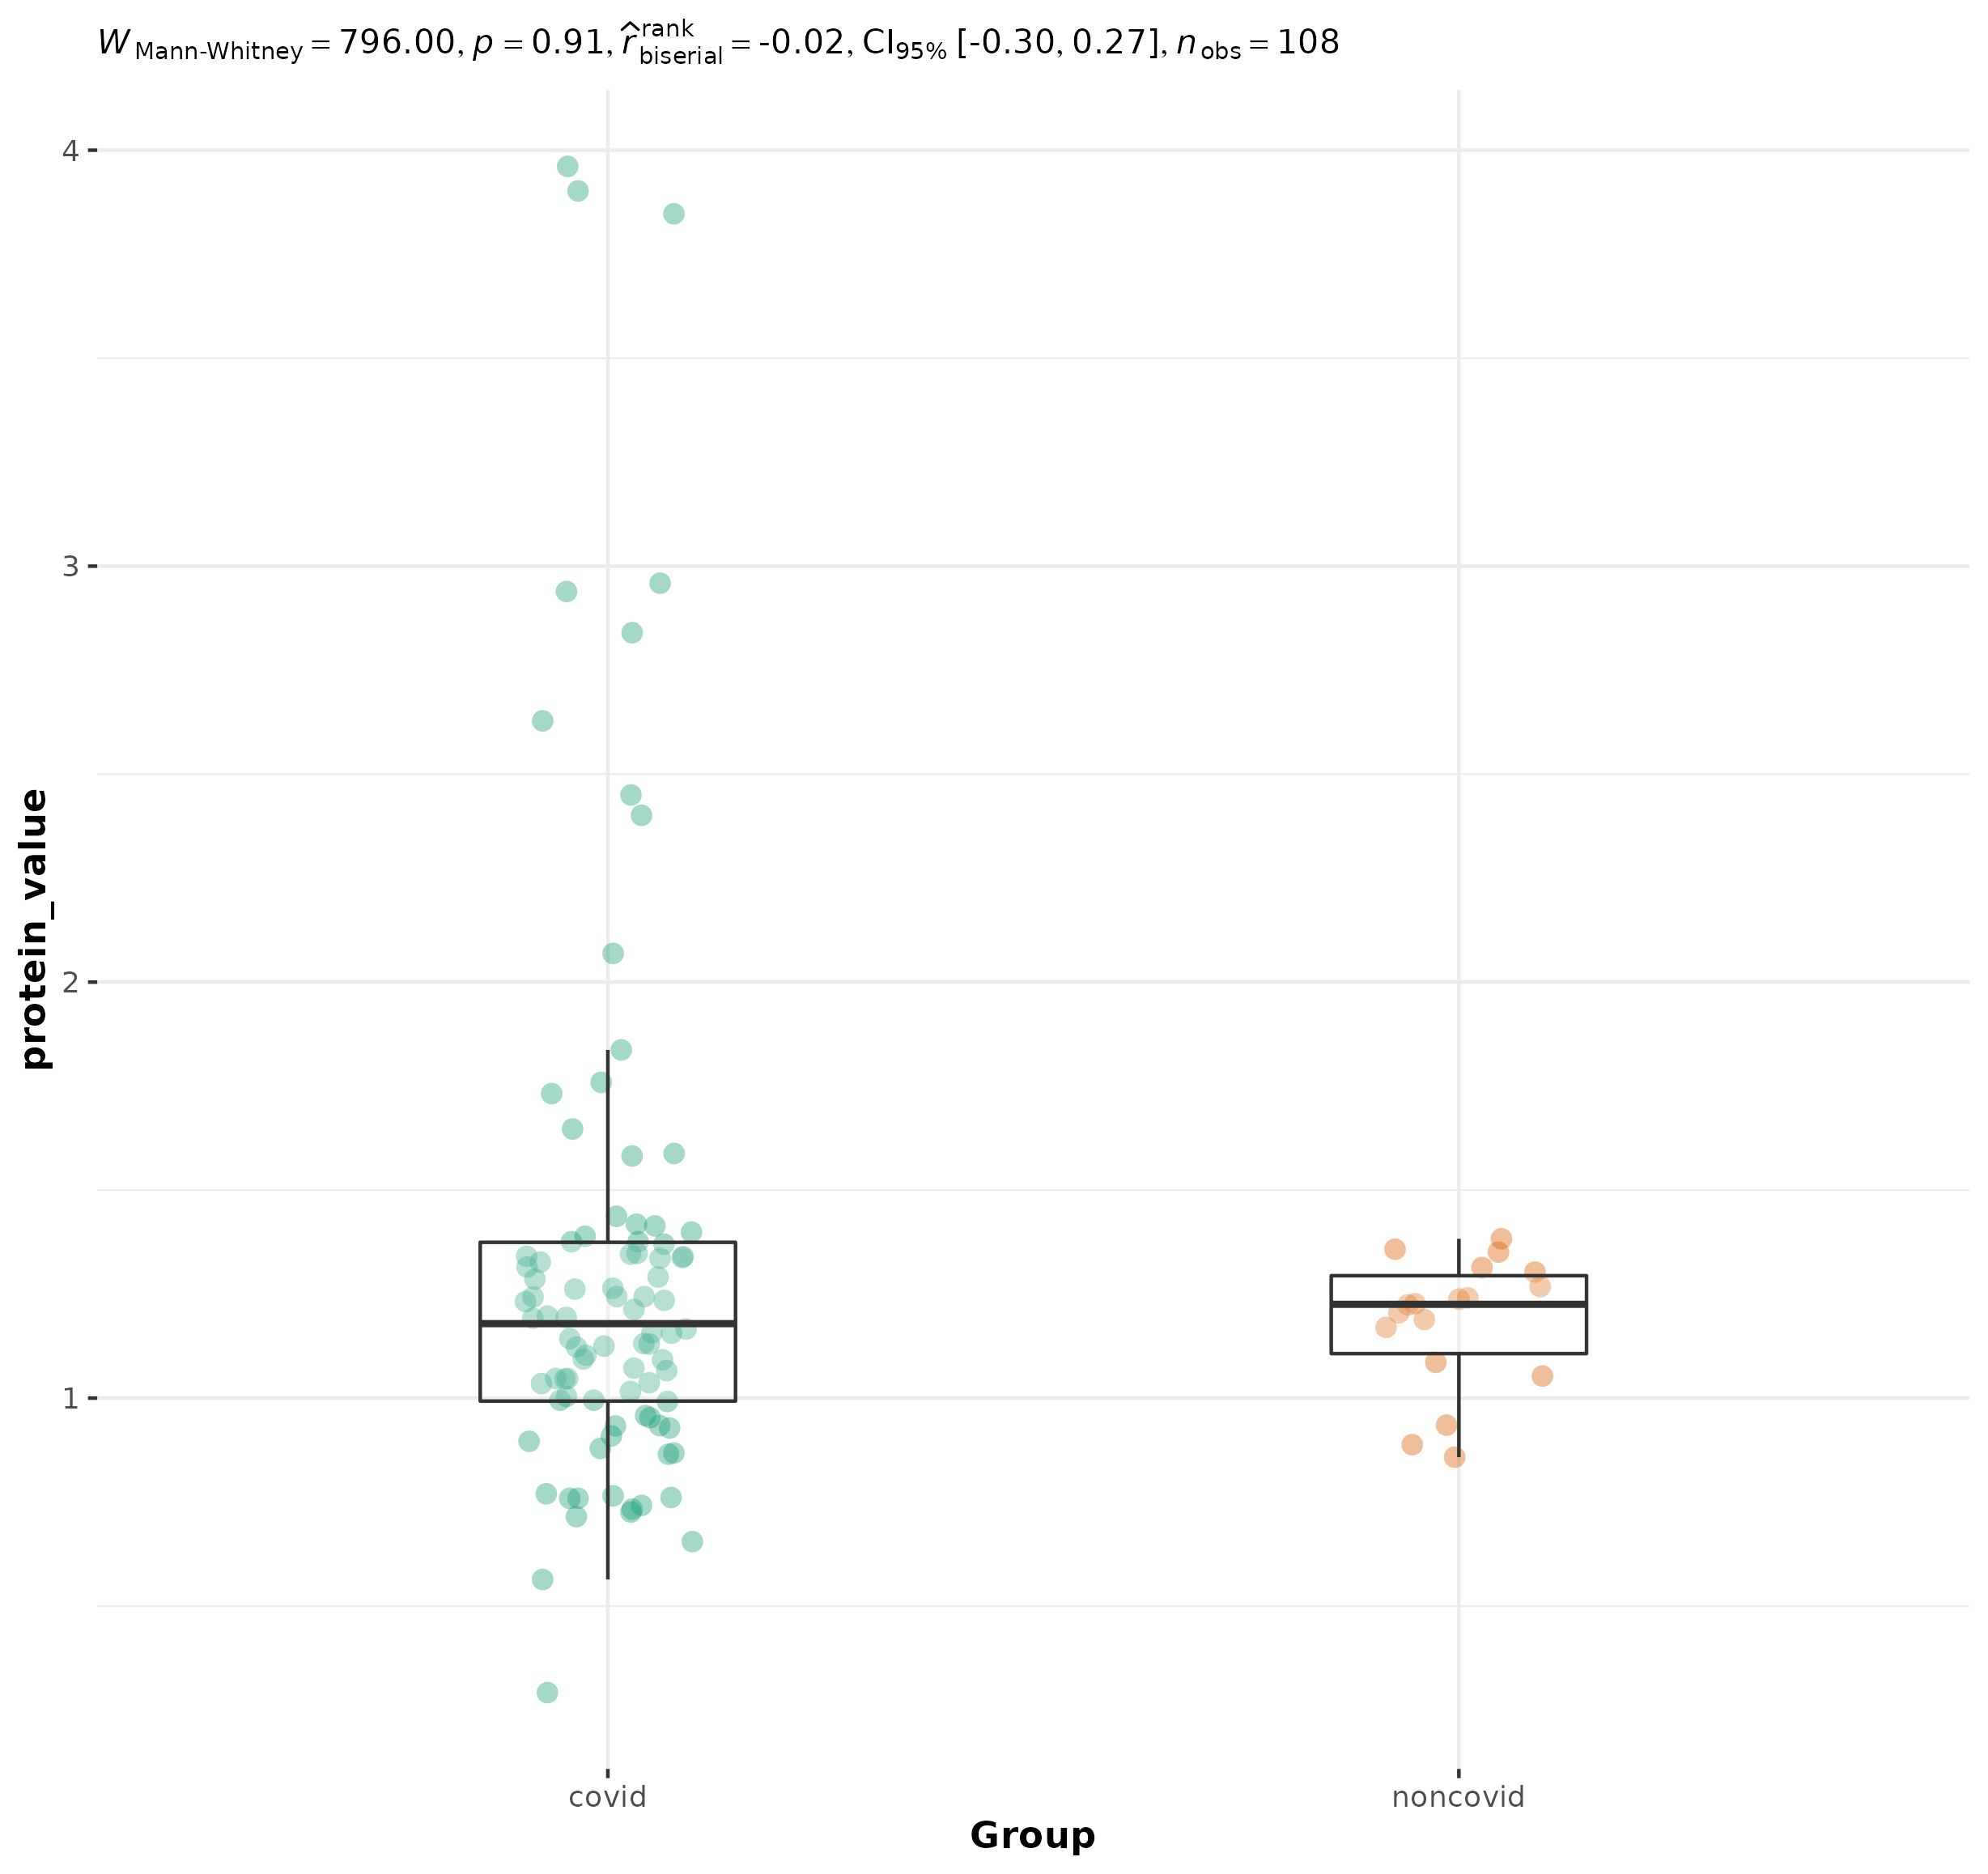 W Mann-Whitney = 796.00, p = 0.91, r̂ rank biserial = -0.02, CI95% [-0.30, 0.27], n obs = 108
4
3
2
1
protein_value
covid noncovid
Group